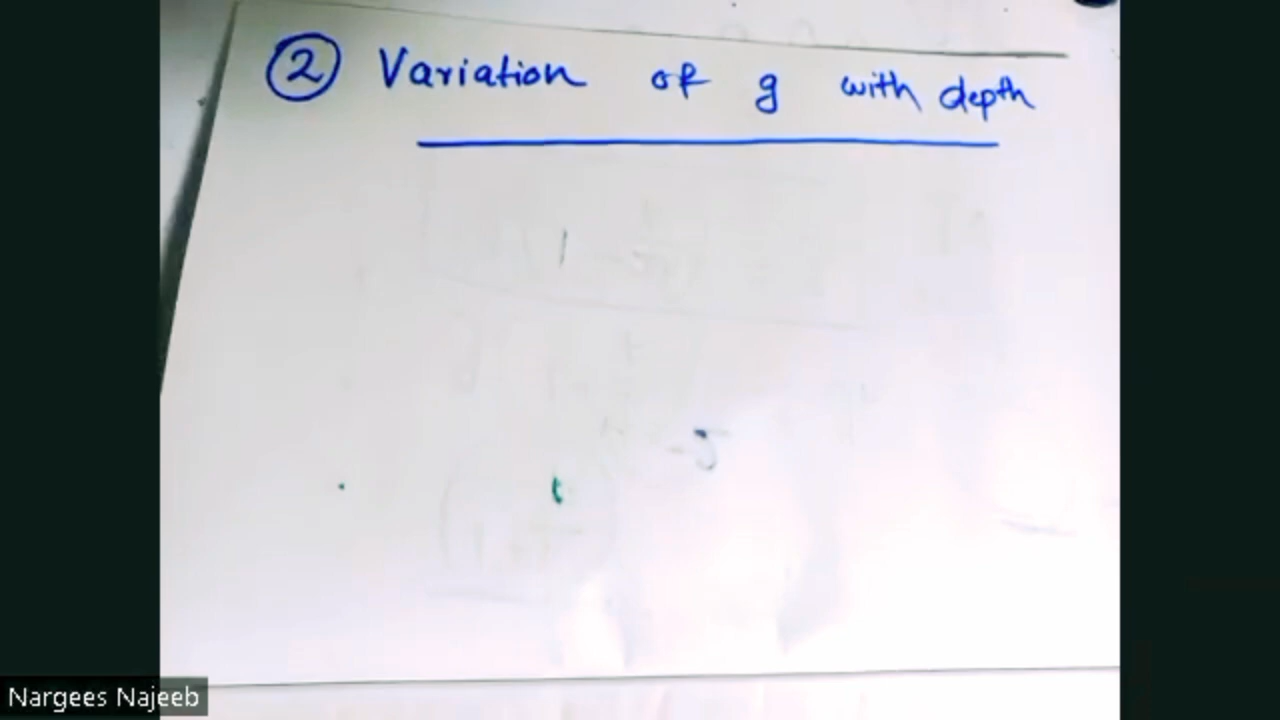 ② Variation of g with depth
Nargees Najeeb